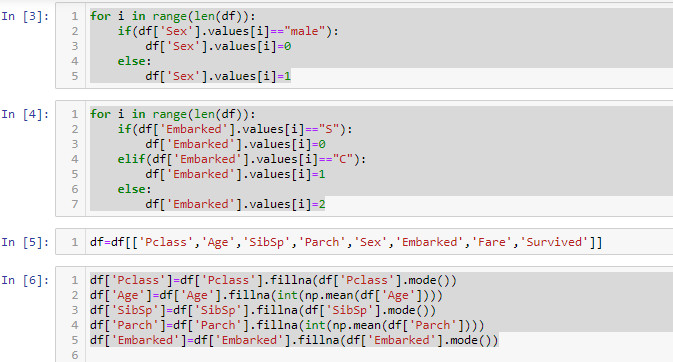 In [3]: 1 for i in range(len(df)):
2 if(df['Sex'].values[i]=="male"):
3 df['Sex'].values[i]=0
4 else:
5 df['Sex'].values[i]=1
In [4]: 1 for i in range(len(df)):
2 if(df['Embarked'].values[i]=="S"):
3 df['Embarked'].values[i]=0
4 elif(df['Embarked'].values[i]=="C"):
5 df['Embarked'].values[i]=1
6 else:
7 df['Embarked'].values[i]=2
In [5]: 1 df=df[['Pclass','Age','SibSp','Parch','Sex','Embarked','Fare','Survived']]
In [6]: 1 df['Pclass']=df['Pclass'].fillna(df['Pclass'].mode())
2 df['Age']=df['Age'].fillna(int(np.mean(df['Age'])))
3 df['SibSp']=df['SibSp'].fillna(df['SibSp'].mode())
4 df['Parch']=df['Parch'].fillna(int(np.mean(df['Parch'])))
5 df['Embarked']=df['Embarked'].fillna(df['Embarked'].mode())
6